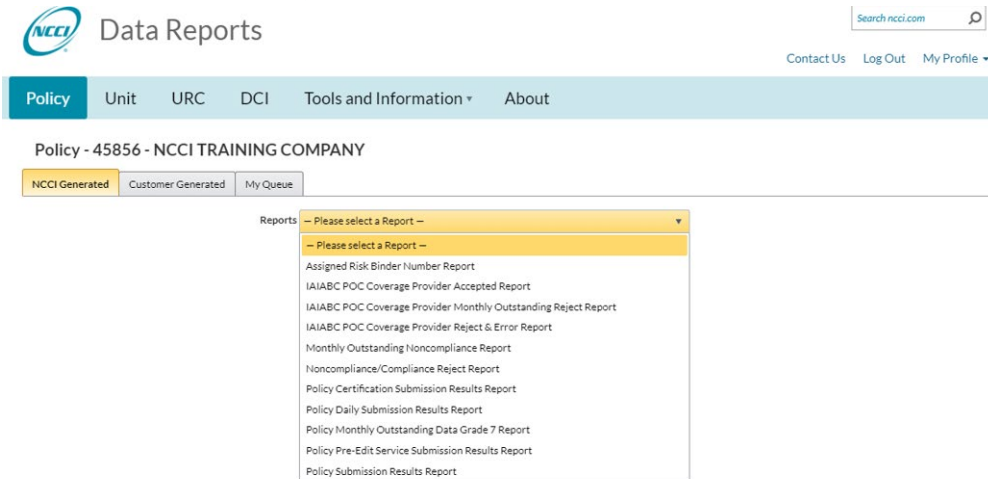 NCCI
Data Reports
Search ncci.com
Contact Us Log Out My Profile
Policy Unit URC DCI Tools and Information About
Policy - 45856 - NCCI TRAINING COMPANY
NCCI Generated Customer Generated My Queue
Reports — Please select a Report —
— Please select a Report —
Assigned Risk Binder Number Report
IAIABC POC Coverage Provider Accepted Report
IAIABC POC Coverage Provider Monthly Outstanding Reject Report
IAIABC POC Coverage Provider Reject & Error Report
Monthly Outstanding Noncompliance Report
Noncompliance/Compliance Reject Report
Policy Certification Submission Results Report
Policy Daily Submission Results Report
Policy Monthly Outstanding Data Grade 7 Report
Policy Pre-Edit Service Submission Results Report
Policy Submission Results Report